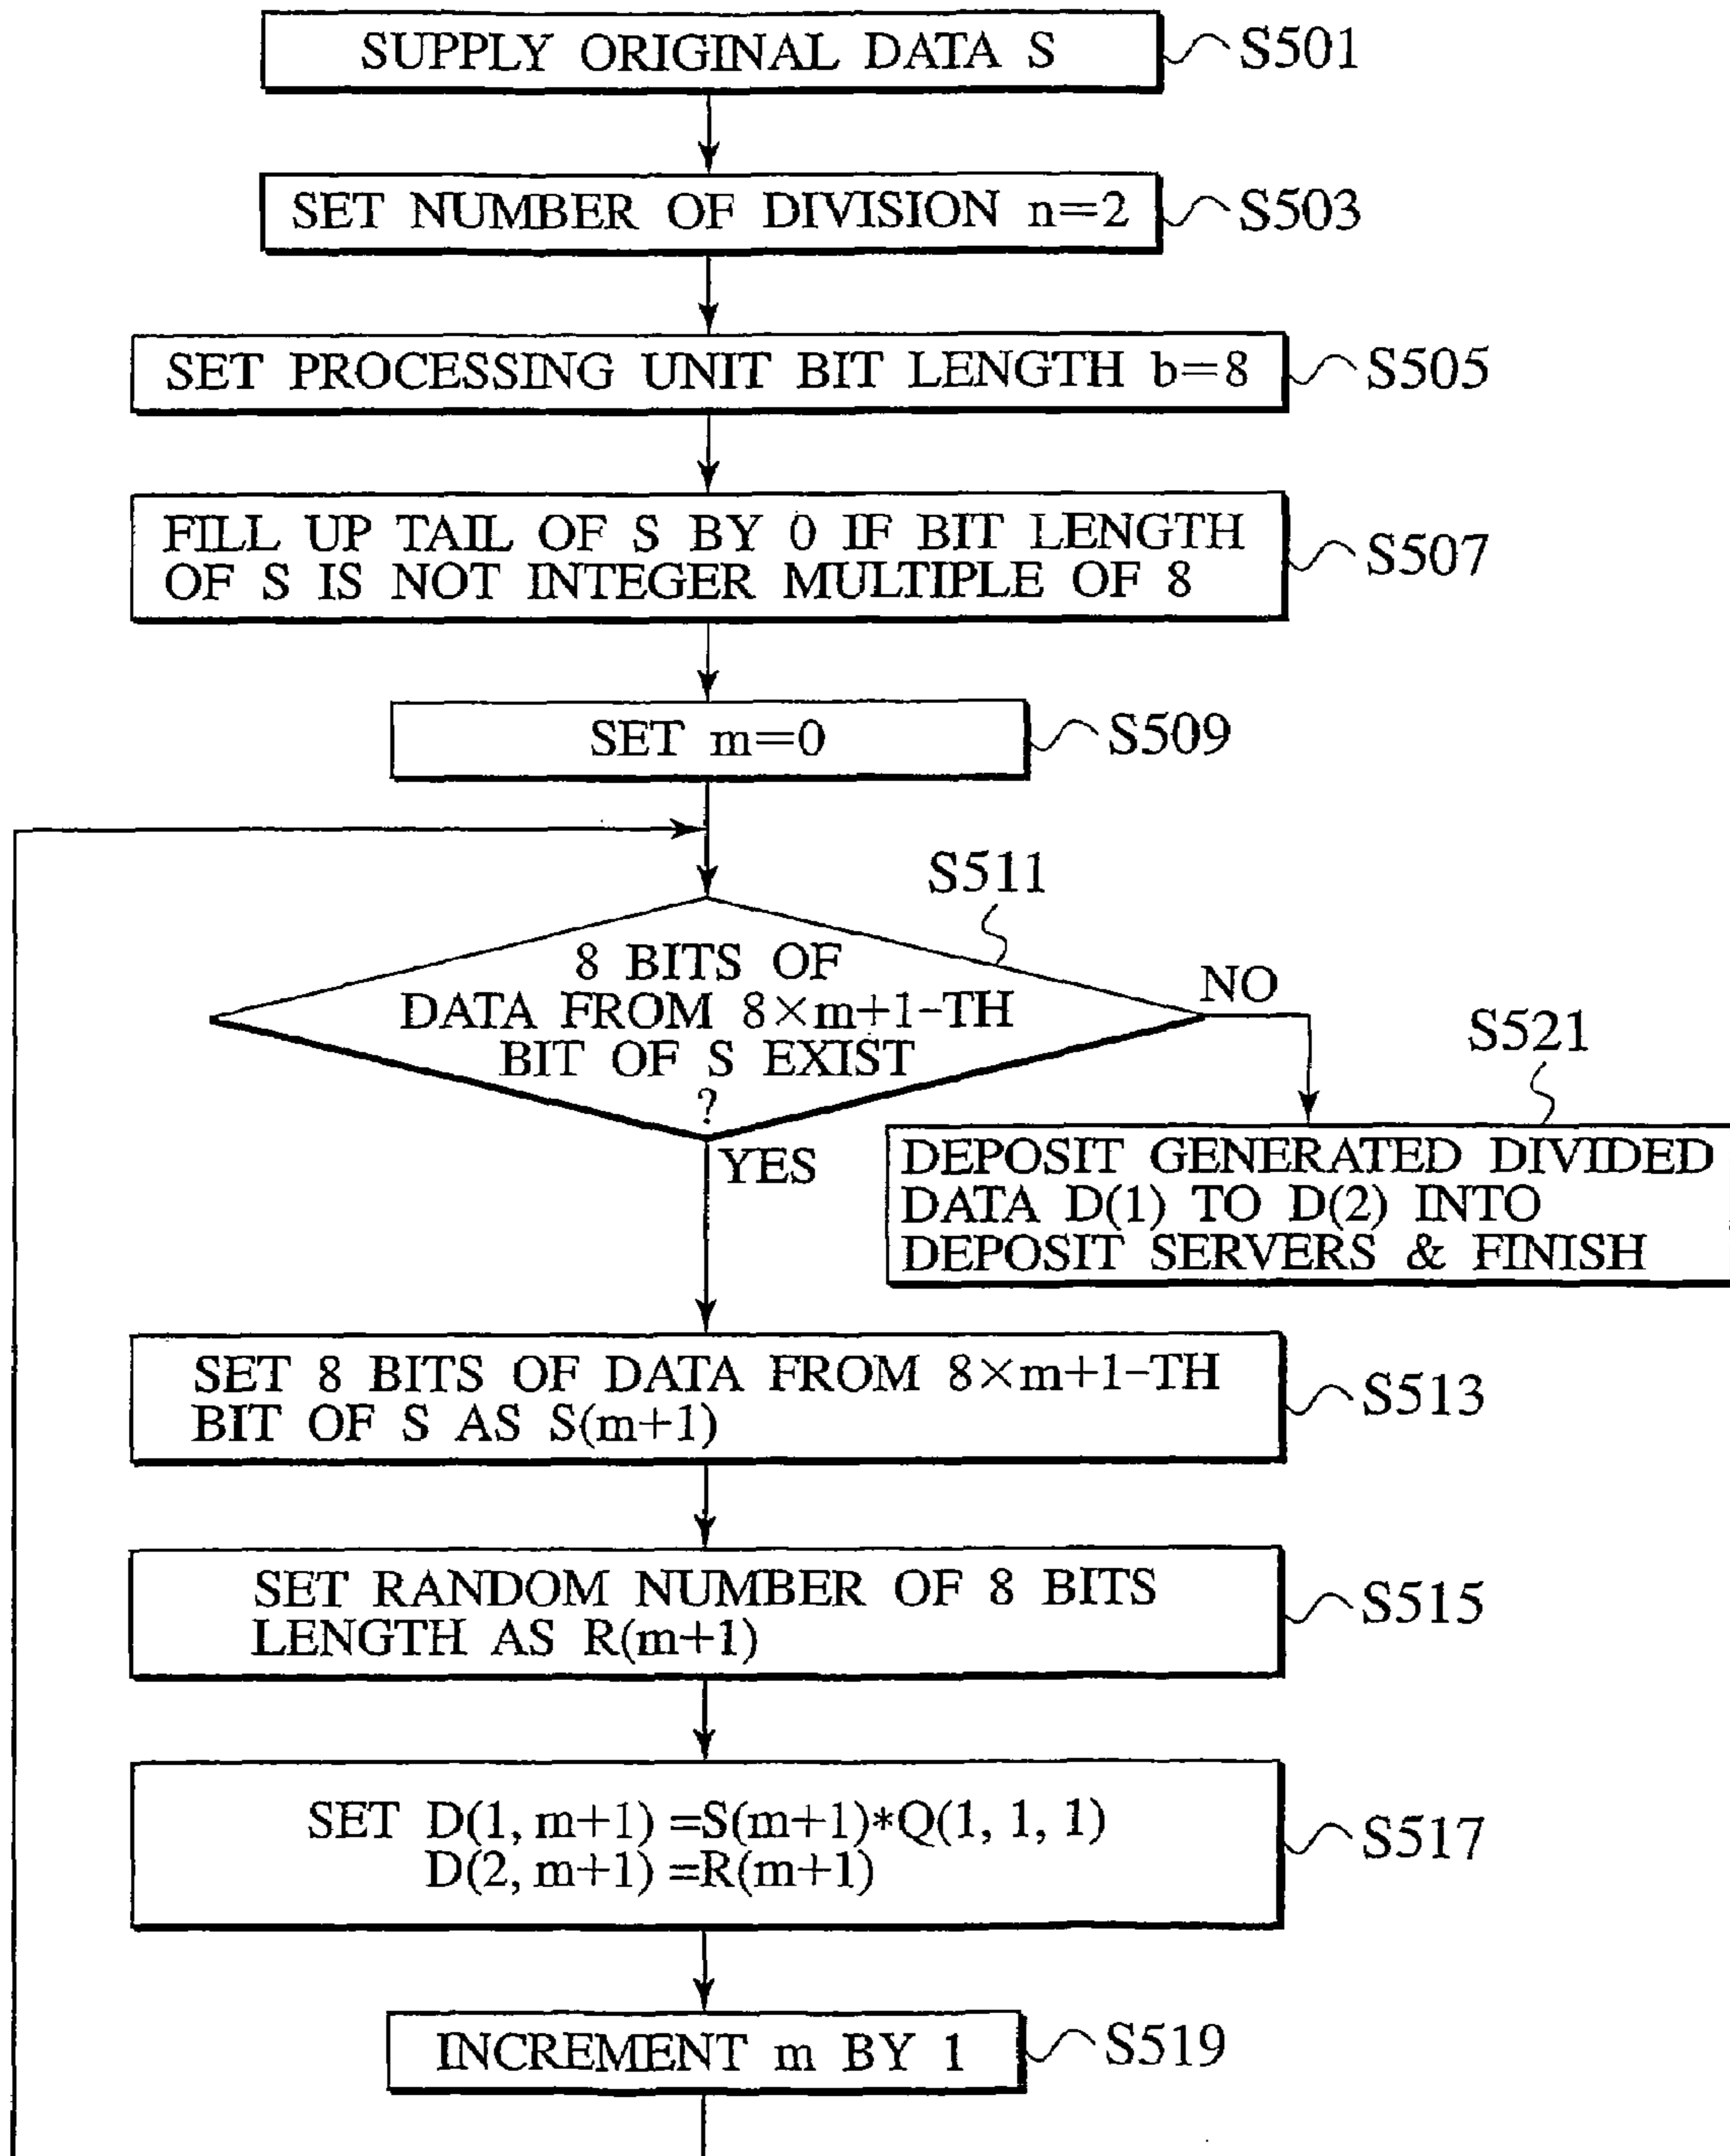 SUPPLY ORIGINAL DATA S
S501
SET NUMBER OF DIVISION n=2
S503
SET PROCESSING UNIT BIT LENGTH b=8
S505
FILL UP TAIL OF S BY 0 IF BIT LENGTH
OF S IS NOT INTEGER MULTIPLE OF 8
S507
SET m=0
S509
S511
8 BITS OF
DATA FROM 8×m+1-TH
BIT OF S EXIST
?
NO
YES
S521
DEPOSIT GENERATED DIVIDED
DATA D(1) TO D(2) INTO
DEPOSIT SERVERS & FINISH
SET 8 BITS OF DATA FROM 8×m+1-TH
BIT OF S AS S(m+1)
S513
SET RANDOM NUMBER OF 8 BITS
LENGTH AS R(m+1)
S515
SET D(1, m+1) =S(m+1)*Q(1, 1, 1)
D(2, m+1) =R(m+1)
S517
INCREMENT m BY 1
S519